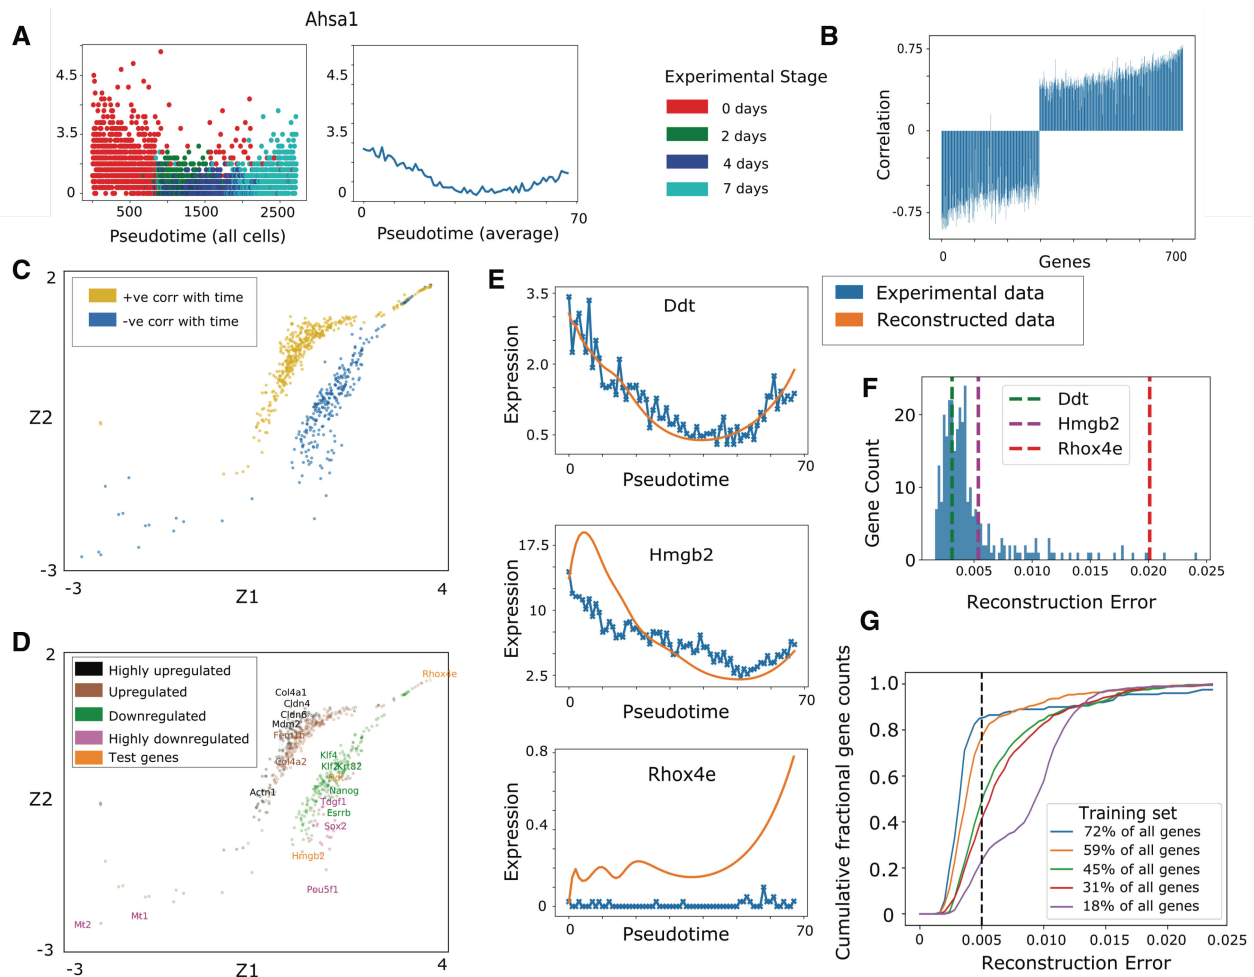 Ahsa1
A
4.5
3.5
0
500
1500
2500
Pseudotime (all cells)
4.5
3.5
0
0
70
Pseudotime (average)
Experimental Stage
0 days
2 days
4 days
7 days
B
0.75
0
-0.75
Correlation
0
700
Genes
C
2
Z2
-3
-3
Z1
4
+ve corr with time
-ve corr with time
D
2
Z2
-3
-3
Z1
4
Highly upregulated
Upregulated
Downregulated
Highly downregulated
Test genes
Rhox4e
Col4a1
Cldn4
Cldn6
Mdm2
Col4a2
Actn1
Klf4
Klf2
Krt82
Nanog
Tdgf1
Esrrb
Sox2
Hmgb2
Pou5f1
Mt1
Mt2
E
Experimental data
Reconstructed data
Ddt
3.5
2.0
0.5
Expression
0
70
Pseudotime
Hmgb2
17.5
10
2.5
Expression
0
70
Pseudotime
Rhox4e
0.8
0.4
0
Expression
0
70
Pseudotime
F
Ddt
Hmgb2
Rhox4e
20
10
0
Gene Count
0.005
0.010
0.015
0.020
0.025
Reconstruction Error
G
1.0
0.8
0.6
0.4
0.2
0
Cumulative fractional gene counts
Training set
72% of all genes
59% of all genes
45% of all genes
31% of all genes
18% of all genes
0
0.005
0.010
0.015
0.020
0.025
Reconstruction Error